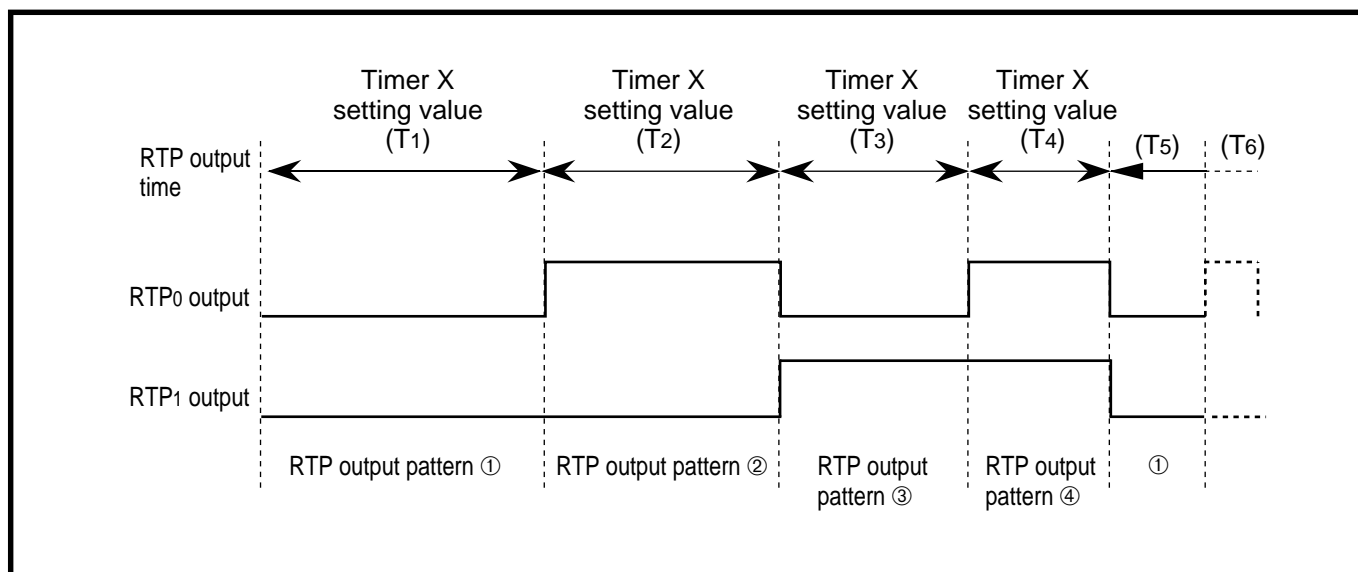 Timer X
setting value
(T1)
Timer X
setting value
(T2)
Timer X
setting value
(T3)
Timer X
setting value
(T4)
(T5)
(T6)
RTP output
time
RTP0 output
RTP1 output
RTP output pattern ①
RTP output pattern ②
RTP output
pattern ③
RTP output
pattern ④
①